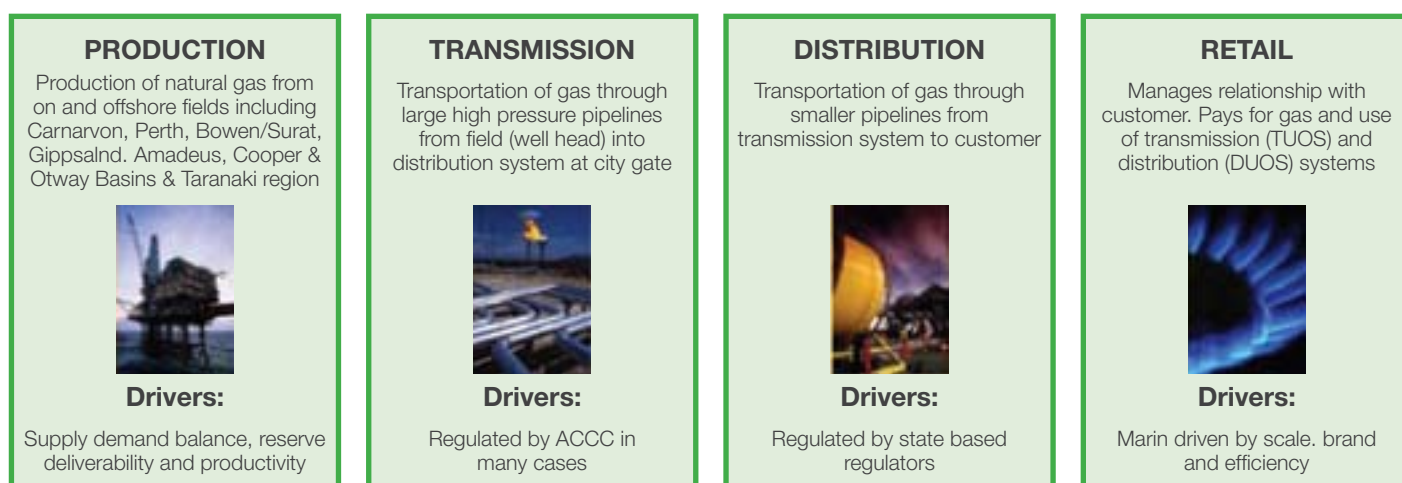 PRODUCTION
Production of natural gas from
on and offshore fields including
Carnarvon, Perth, Bowen/Surat,
Gippsalnd. Amadeus, Cooper &
Otway Basins & Taranaki region
Drivers:
Supply demand balance, reserve
deliverability and productivity
TRANSMISSION
Transportation of gas through
large high pressure pipelines
from field (well head) into
distribution system at city gate
Drivers:
Regulated by ACCC in
many cases
DISTRIBUTION
Transportation of gas through
smaller pipelines from
transmission system to customer
Drivers:
Regulated by state based
regulators
RETAIL
Manages relationship with
customer. Pays for gas and use
of transmission (TUOS) and
distribution (DUOS) systems
Drivers:
Marin driven by scale. brand
and efficiency